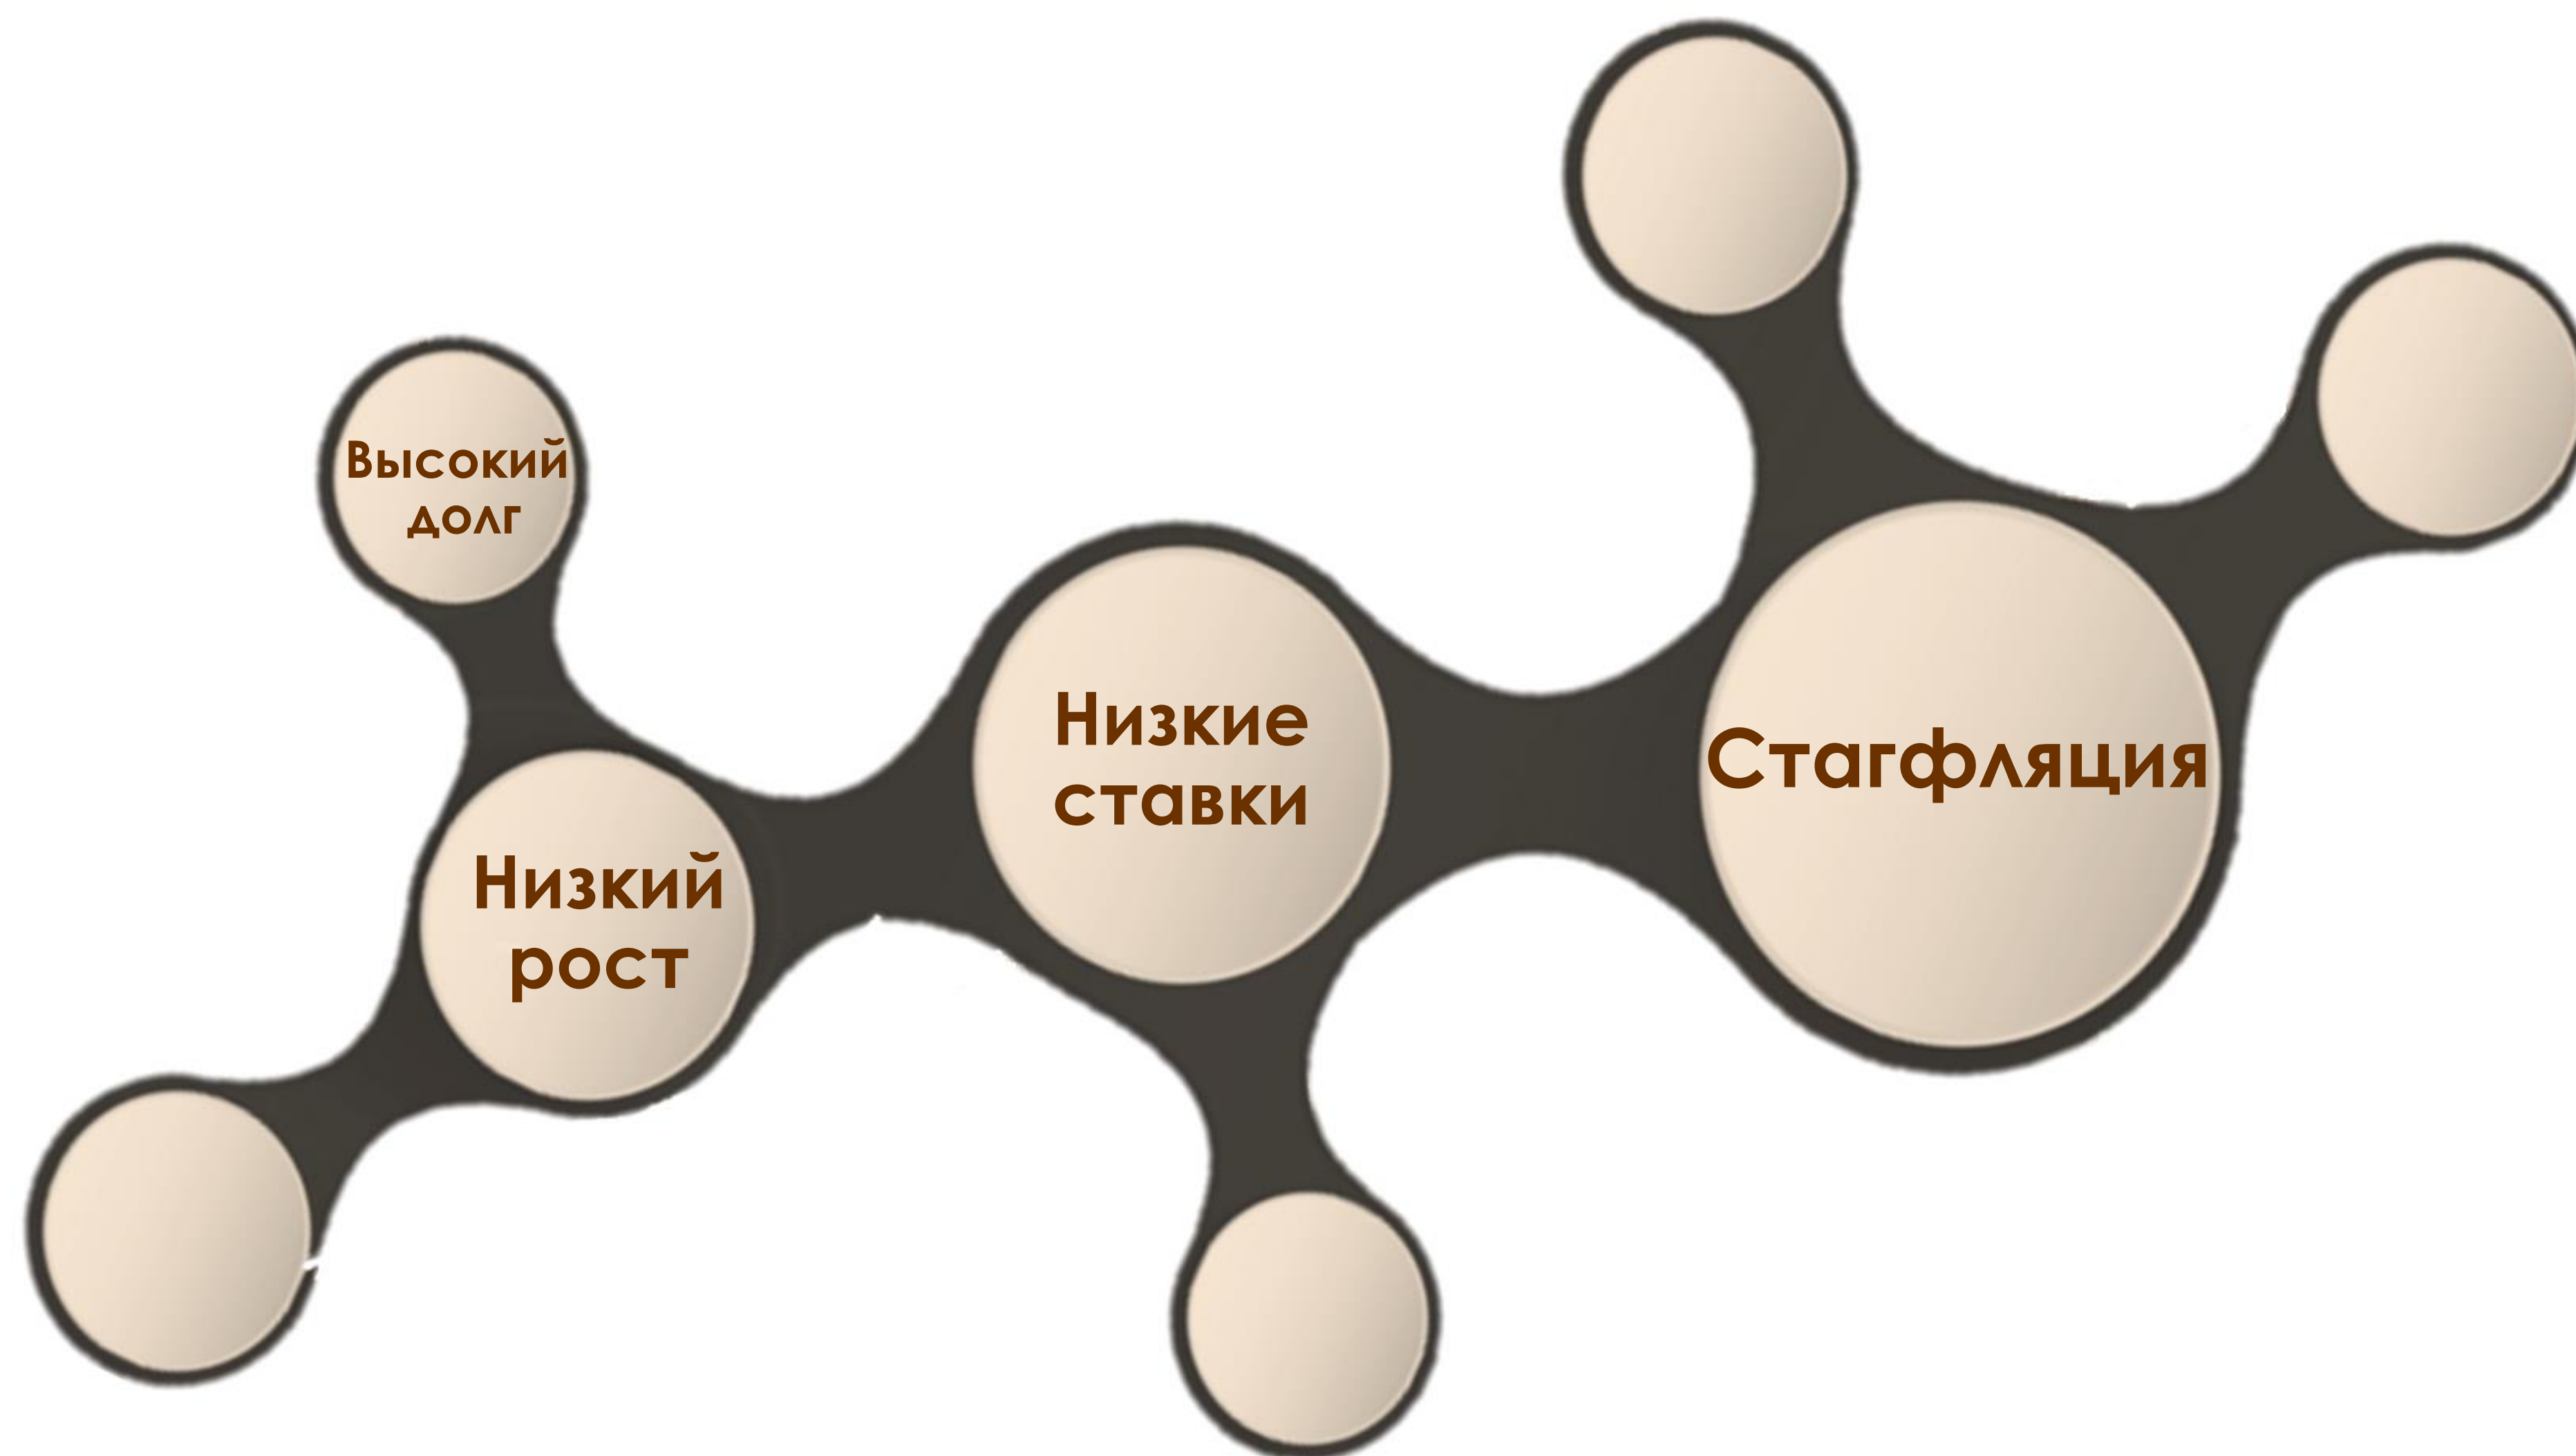 Высокий
долг
Низкий
рост
Низкие
ставки
Стагфляция